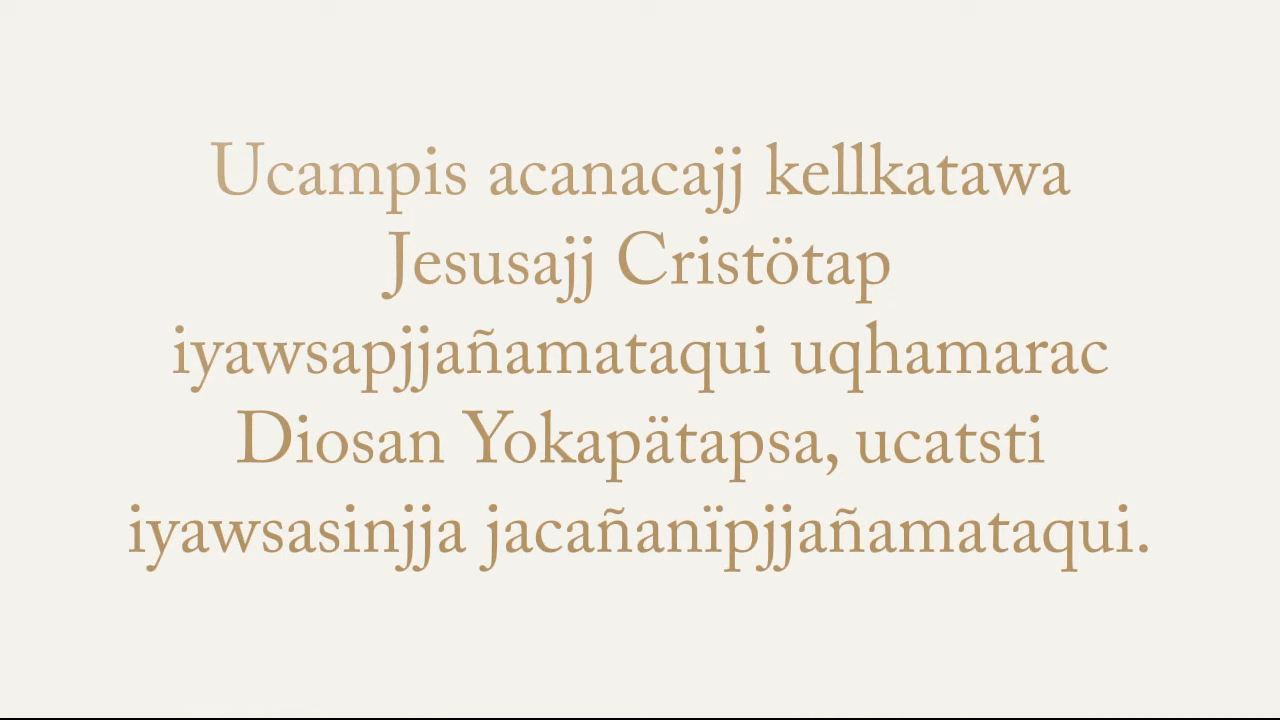 Ucampis acanacajj kellkatawa
Jesusajj Cristötap
iyawsapjjañamataqui uqhamarac
Diosan Yokapätapsa, ucatsti
iyawsasinjja jacañanïpjjañamataqui.